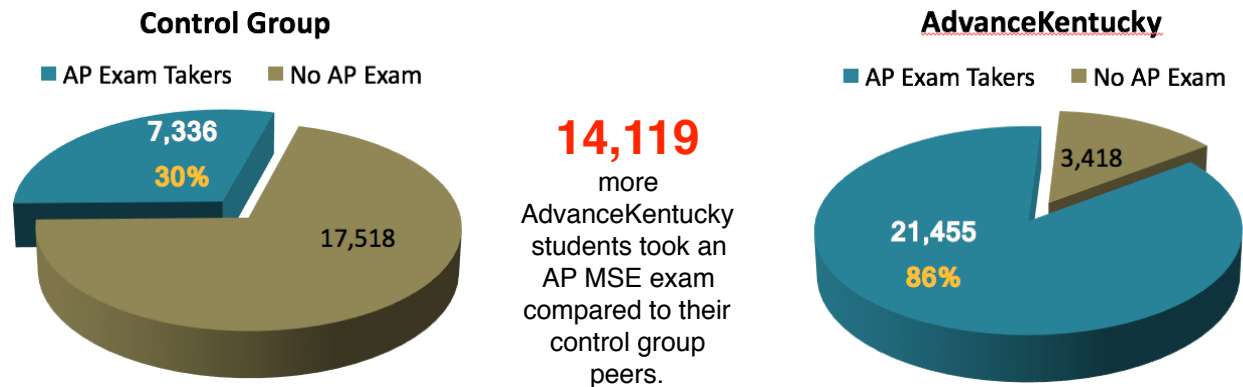 Control Group
AP Exam Takers No AP Exam
7,336
30%
17,518
14,119
more
AdvanceKentucky
students took an
AP MSE exam
compared to their
control group
peers.
AdvanceKentucky
AP Exam Takers No AP Exam
3,418
21,455
86%